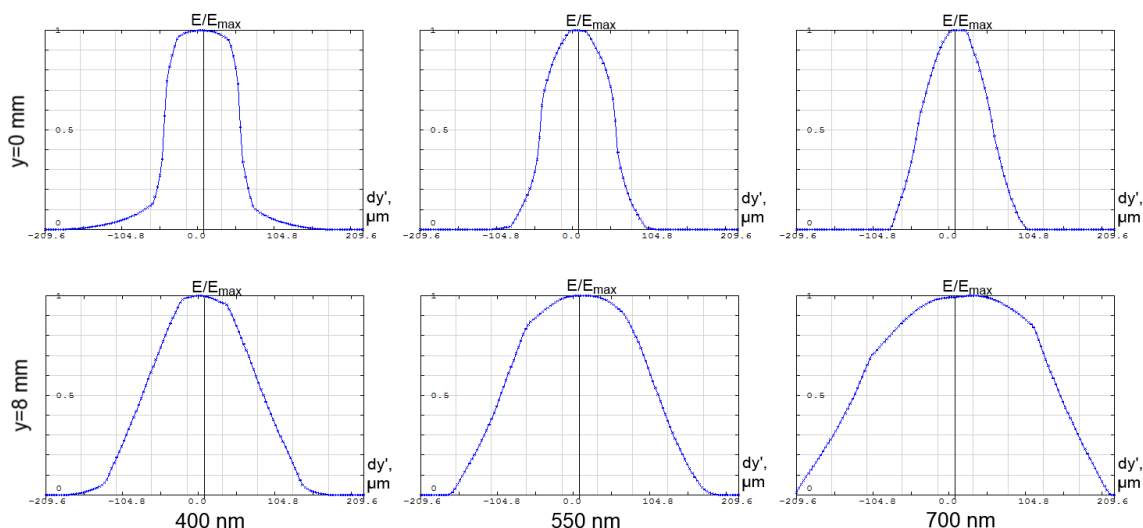 E/Emax E/Emax E/Emax
1 1 1
y=0 mm 0.5 0.5 0.5
dy', µm dy', µm dy', µm
0 0 0
-209.6 -104.8 0.0 104.8 209.6 -209.6 -104.8 0.0 104.8 209.6 -209.6 -104.8 0.0 104.8 209.6
E/Emax E/Emax E/Emax
1 1 1
y=8 mm 0.5 0.5 0.5
dy', µm dy', µm dy', µm
0 0 0
-209.6 -104.8 0.0 104.8 209.6 -209.6 -104.8 0.0 104.8 209.6 -209.6 -104.8 0.0 104.8 209.6
400 nm 550 nm 700 nm